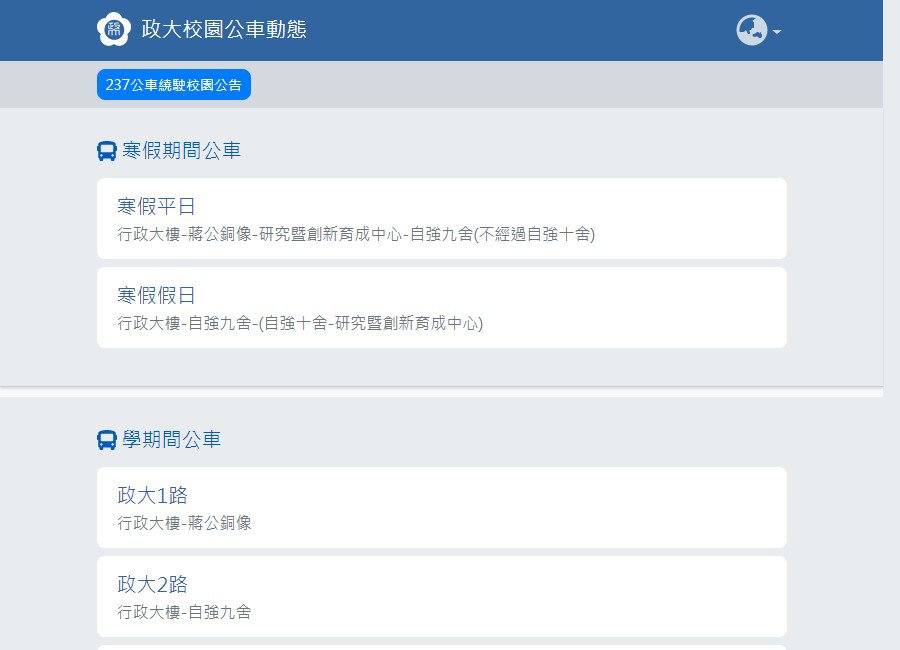 政大校園公車動態
237公車繞駛校園公告
寒假期間公車
寒假平日
行政大樓-蔣公銅像-研究暨創新育成中心-自強九舍(不經過自強十舍)
寒假假日
行政大樓-自強九舍-(自強十舍-研究暨創新育成中心)
學期間公車
政大1路
行政大樓-蔣公銅像
政大2路
行政大樓-自強九舍